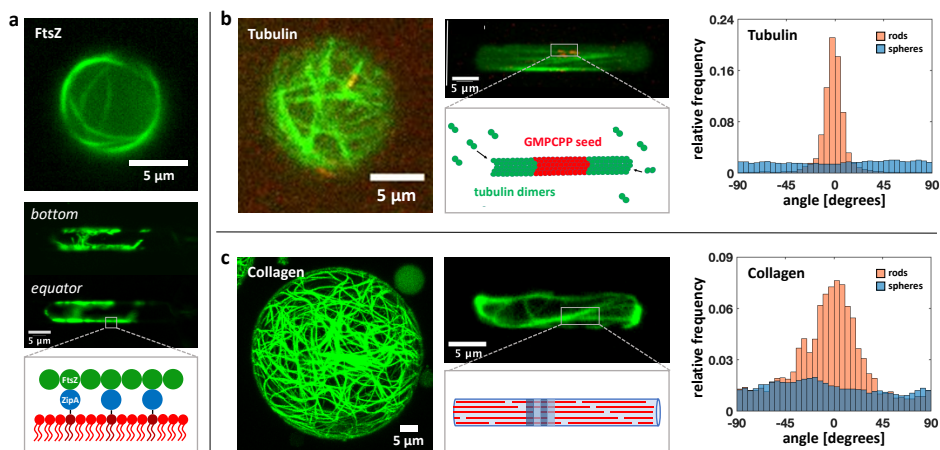 a
FtsZ
5 µm
bottom
equator
5 µm
FtsZ
ZipA
b
Tubulin
5 µm
5 µm
GMPCPP seed
tubulin dimers
Tubulin
rods
spheres
relative frequency
0.24
0.16
0.08
0
-90 -45 0 45 90
angle [degrees]
c
Collagen
5 µm
5 µm
Collagen
rods
spheres
relative frequency
0.09
0.06
0.03
0
-90 -45 0 45 90
angle [degrees]